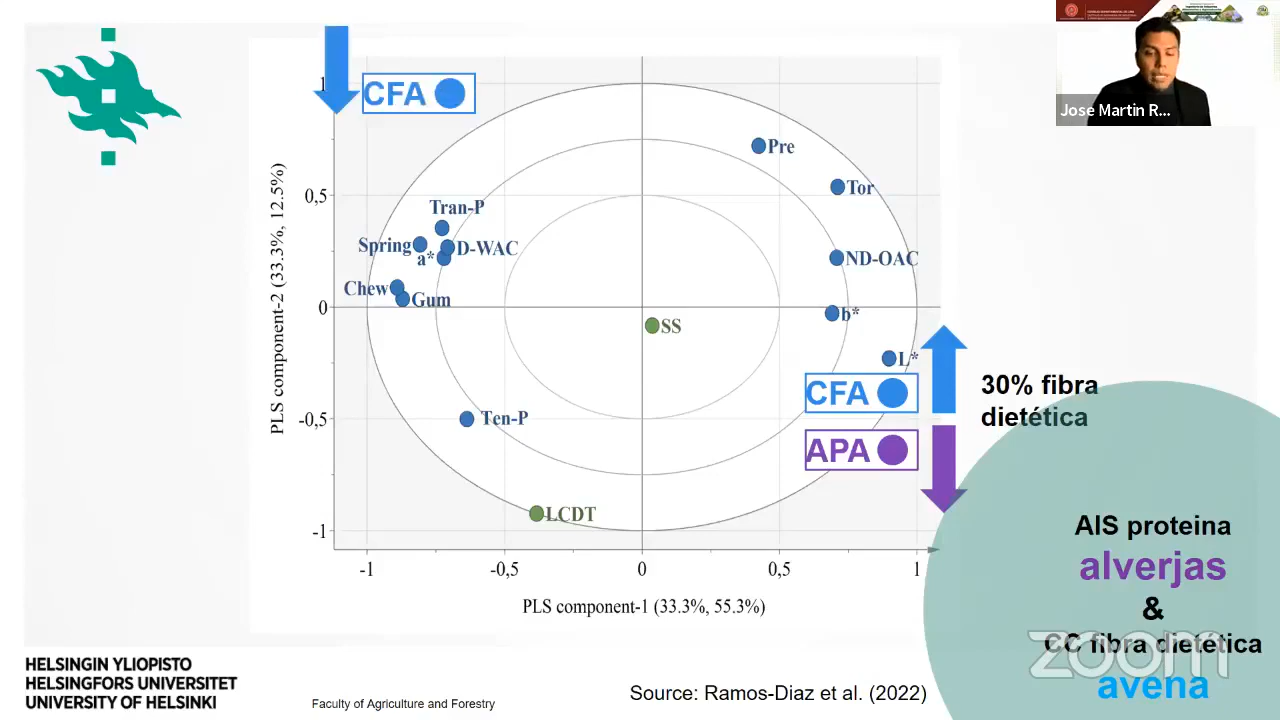 Jose Martin R...
CFA
1
PLS component-2 (33.3%, 12.5%)
Pre
Tor
0,5
Tran-P
Spring
D-WAC
a*
ND-OAC
Chew
Gum
0
b*
SS
L*
CFA
30% fibra
dietética
-0,5
Ten-P
APA
LCDT
-1
-1
-0,5
0
0,5
1
PLS component-1 (33.3%, 55.3%)
AIS proteina
alverjas
&
CC fibra dietética
avena
zoom
HELSINGIN YLIOPISTO
HELSINGFORS UNIVERSITET
UNIVERSITY OF HELSINKI
Faculty of Agriculture and Forestry
Source: Ramos-Diaz et al. (2022)